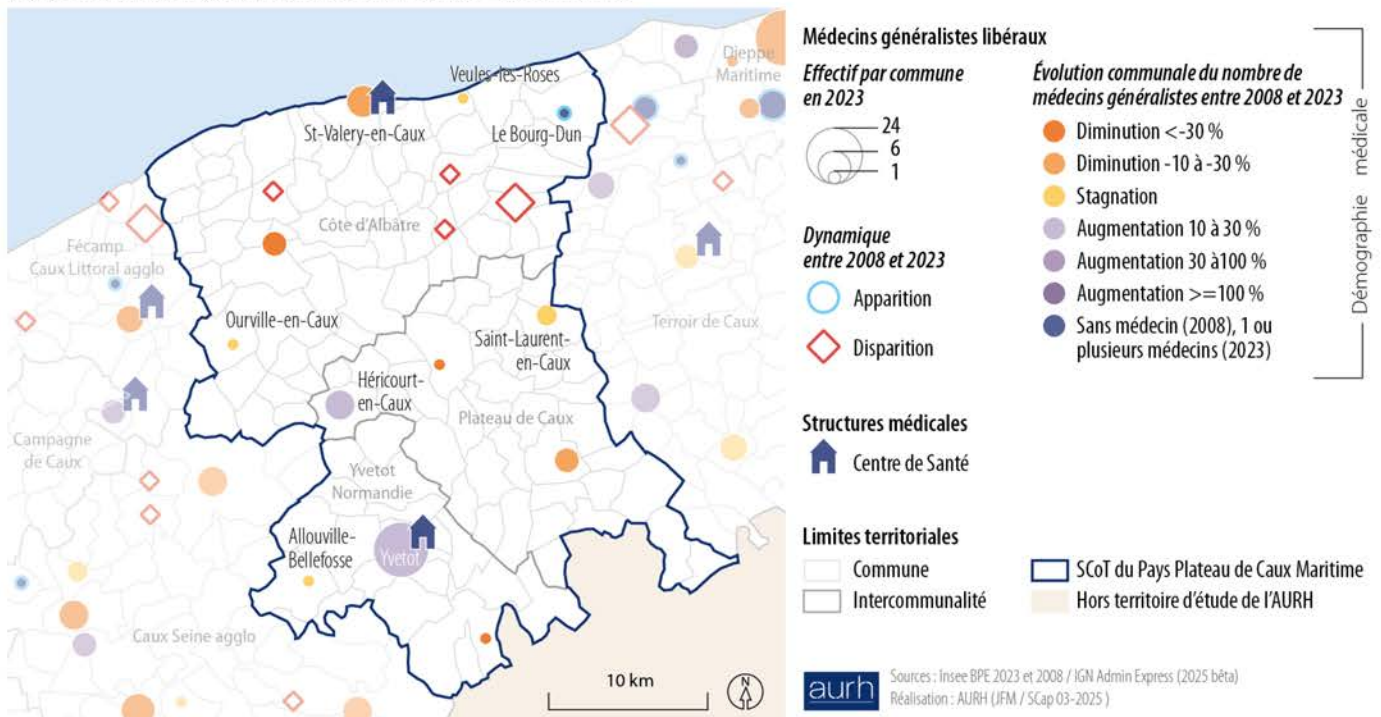 Dieppe
Maritime
Veules-les-Roses
St-Valery-en-Caux
Le Bourg-Dun
Côte d'Albâtre
Fécamp
Caux Littoral agglo
Ourville-en-Caux
Saint-Laurent-
en-Caux
Terroir de Caux
Héricourt-
en-Caux
Plateau de Caux
Campagne
de Caux
Yvetot
Normandie
Allouville-
Bellefosse
Yvetot
Caux Seine agglo
10 km
N
Médecins généralistes libéraux
Effectif par commune
en 2023
24
6
1
Dynamique
entre 2008 et 2023
Apparition
Disparition
Évolution communale du nombre de
médecins généralistes entre 2008 et 2023
Diminution <-30 %
Diminution -10 à -30 %
Stagnation
Augmentation 10 à 30 %
Augmentation 30 à100 %
Augmentation >=100 %
Sans médecin (2008), 1 ou
plusieurs médecins (2023)
Démographie médicale
Structures médicales
Centre de Santé
Limites territoriales
Commune
Intercommunalité
SCoT du Pays Plateau de Caux Maritime
Hors territoire d'étude de l'AURH
aurh
Sources : Insee BPE 2023 et 2008 / IGN Admin Express (2025 bêta)
Réalisation : AURH (JFM / SCap 03-2025 )